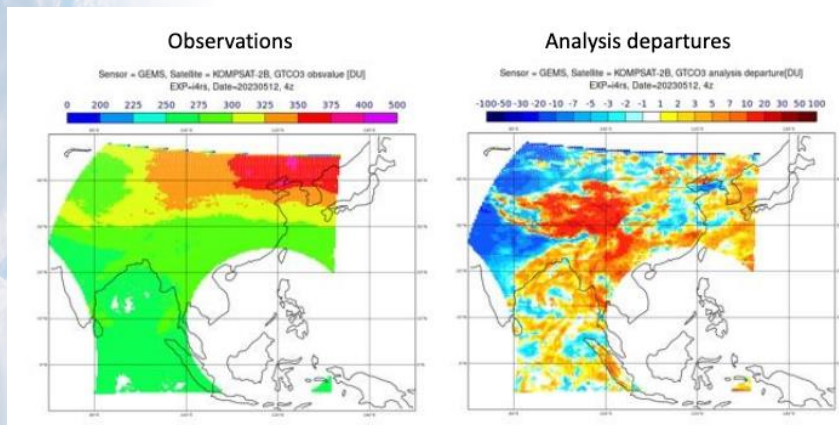 Observations
Sensor = GEMS, Satellite = KOMPSAT-2B, GTCO3 obsvalue [DU]
EXP=i4rs, Date=20230512, 4z
0 200 225 250 275 300 325 350 375 400 500
Analysis departures
Sensor = GEMS, Satellite = KOMPSAT-2B, GTCO3 analysis departure[DU]
EXP=i4rs, Date=20230512, 4z
-100 -50 -30 -20 -10 -7 -5 -3 -2 -1 1 2 3 5 7 10 20 30 50 100